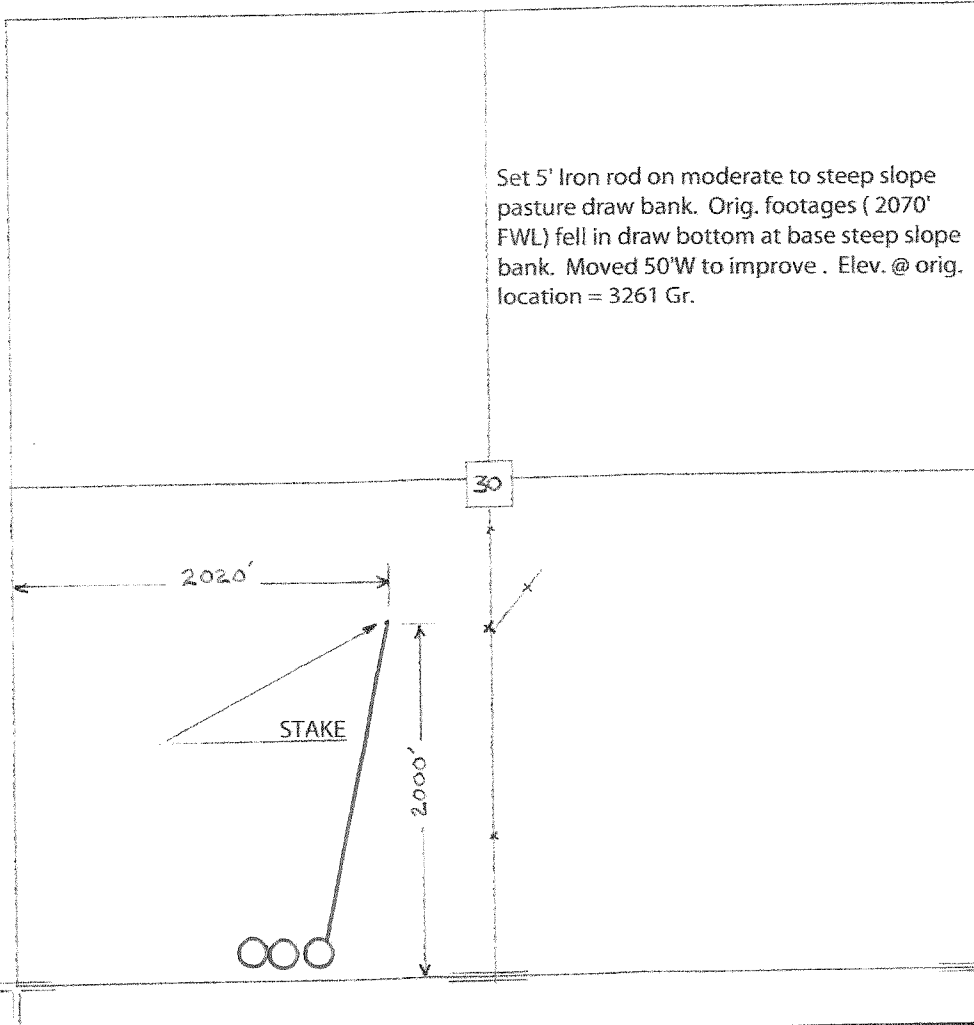 Set 5' Iron rod on moderate to steep slope
pasture draw bank. Orig. footages ( 2070'
FWL) fell in draw bottom at base steep slope
bank. Moved 50'W to improve . Elev. @ orig.
location = 3261 Gr.
30
2020'
STAKE
2000'